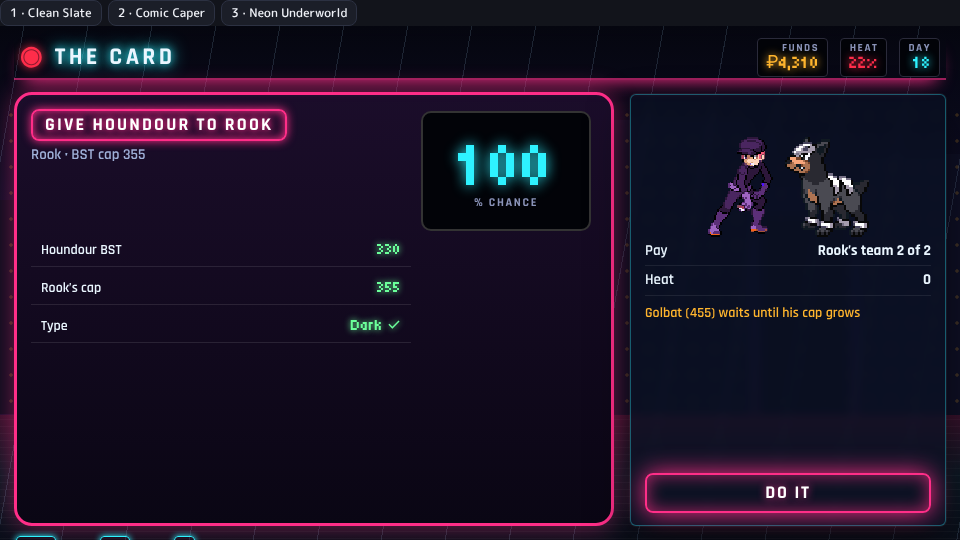 1 · Clean Slate
2 · Comic Caper
3 · Neon Underworld
THE CARD
FUNDS
₽4,310
HEAT
22%
DAY
18
GIVE HOUNDOUR TO ROOK
Rook · BST cap 355
100
% CHANCE
Houndour BST 330
Rook's cap 355
Type Dark ✓
Pay Rook's team 2 of 2
Heat 0
Golbat (455) waits until his cap grows
DO IT